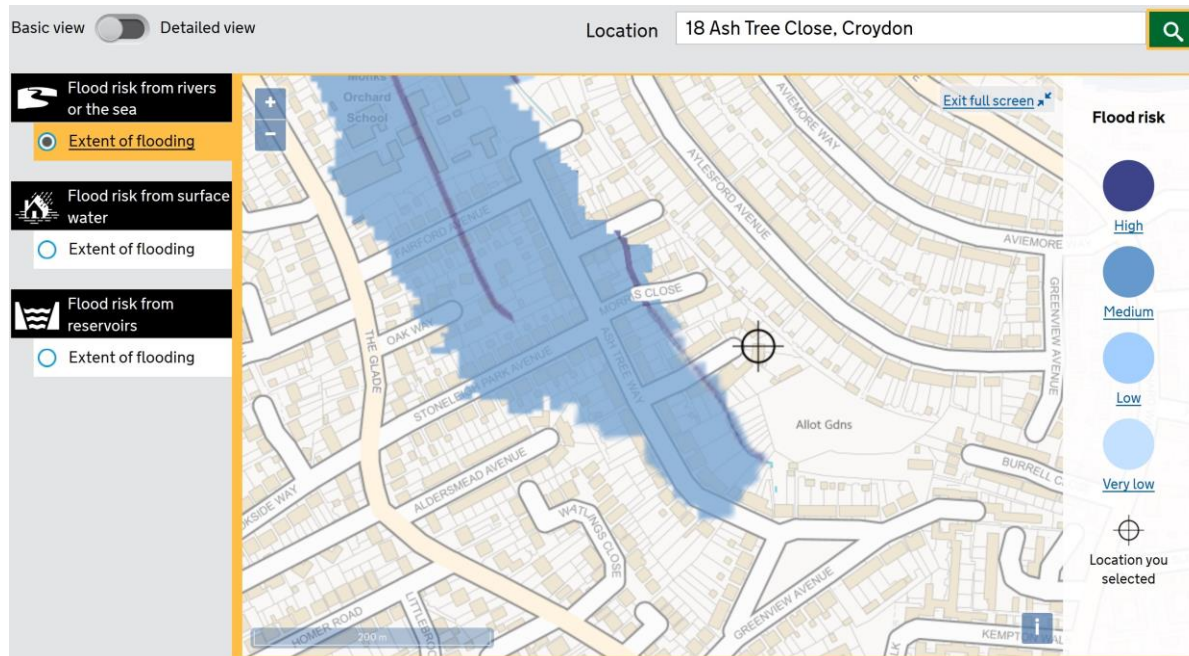 Basic view
Detailed view
Location
18 Ash Tree Close, Croydon
Flood risk from rivers
or the sea
Extent of flooding
Flood risk from surface
water
Extent of flooding
Flood risk from
reservoirs
Extent of flooding
+
−
Exit full screen
Monks
Orchard
School
FAIRFORD AVENUE
OAK WAY
THE GLADE
STONELEIGH PARK AVENUE
ASH TREE WAY
ALDERSMEAD AVENUE
WATLINGS CLOSE
HOMER ROAD
AYLESFORD AVENUE
AVIEMORE WAY
AVIEMORE
GREENVIEW AVENUE
Allot Gdns
GREENVIEW AVENUE
200 m
i
Flood risk
High
Medium
Low
Very low
Location you
selected